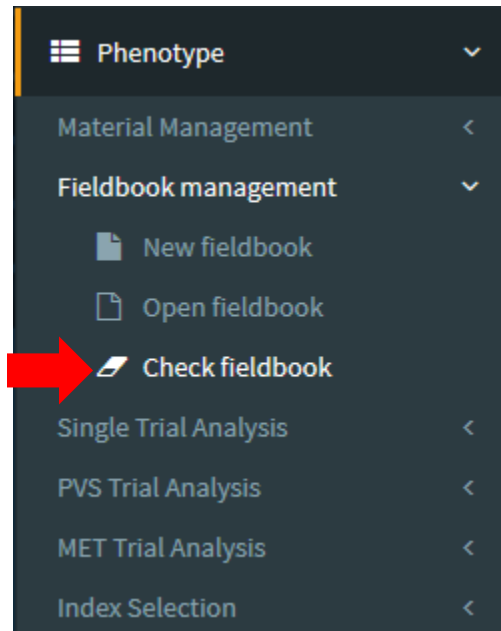 Phenotype
Material Management
Fieldbook management
New fieldbook
Open fieldbook
Check fieldbook
Single Trial Analysis
PVS Trial Analysis
MET Trial Analysis
Index Selection